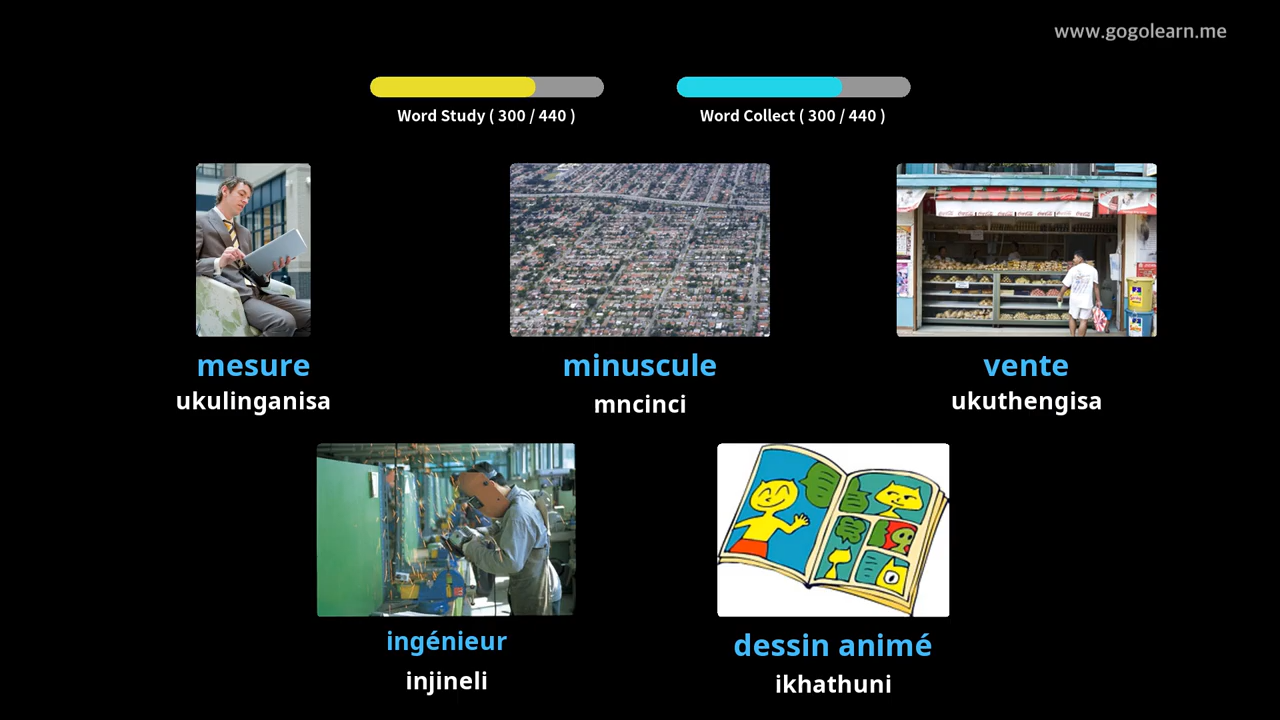 www.gogolearn.me
Word Study ( 300 / 440 )
Word Collect ( 300 / 440 )
mesure
ukulinganisa
minuscule
mncinci
vente
ukuthengisa
ingénieur
injineli
dessin animé
ikhathuni